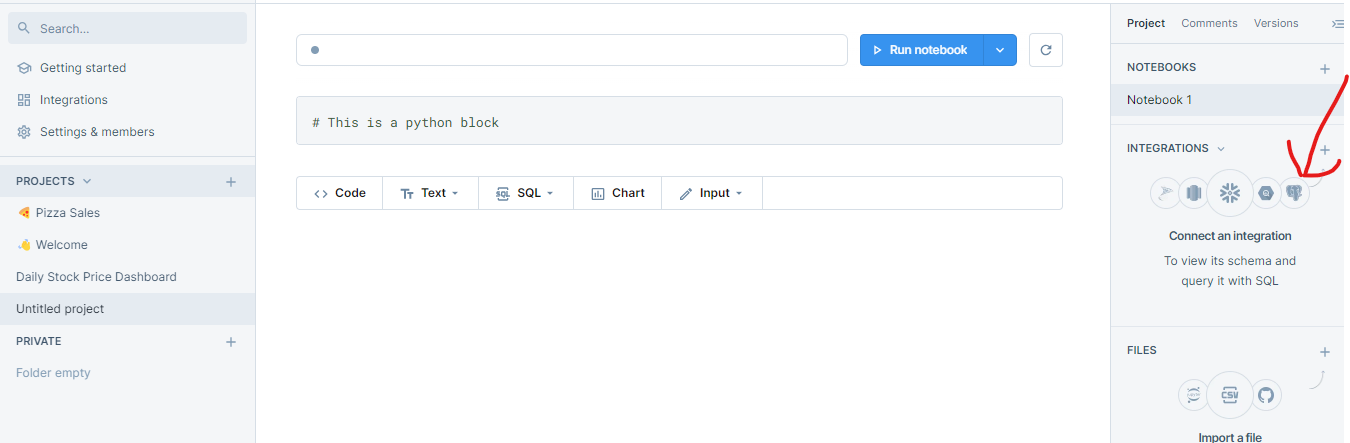 Search...
Getting started
Integrations
Settings & members
PROJECTS
Pizza Sales
Welcome
Daily Stock Price Dashboard
Untitled project
PRIVATE
Folder empty
Run notebook
# This is a python block
Code
Text
SQL
SQL
Chart
Input
Project
Comments
Versions
NOTEBOOKS
Notebook 1
INTEGRATIONS
Connect an integration
To view its schema and
query it with SQL
FILES
CSV
Import a file